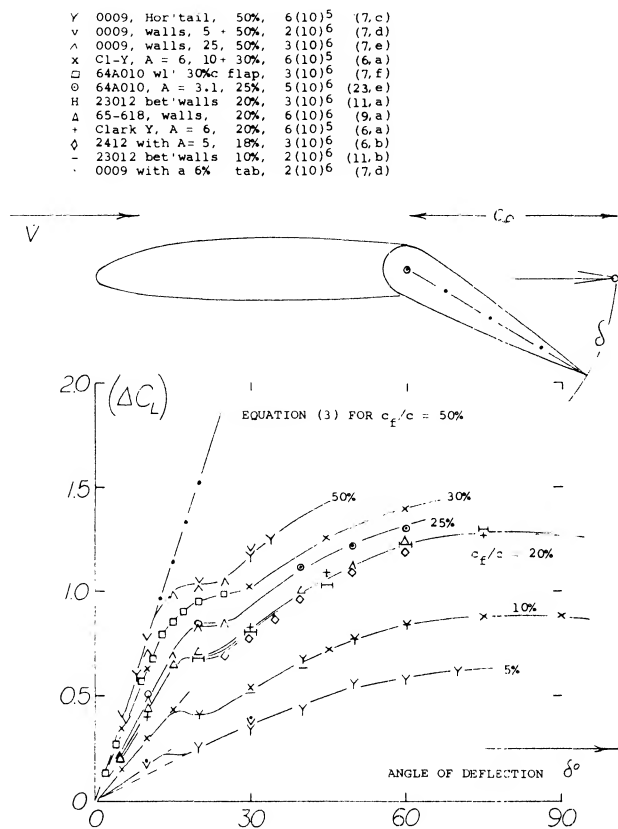 Y 0009, Hor'tail, 50%, 6(10)⁵ (7,c)
v 0009, walls, 5 + 50%, 2(10)⁶ (7,d)
ʌ 0009, walls, 25, 50%, 3(10)⁶ (7,e)
x Cl-Y, A = 6, 10+ 30%, 6(10)⁵ (6,a)
□ 64A010 wl' 30%c flap, 3(10)⁶ (7,f)
⊙ 64A010, A = 3.1, 25%, 5(10)⁶ (23,e)
H 23012 bet'walls 20%, 3(10)⁶ (11,a)
Δ 65-618, walls, 20%, 6(10)⁶ (9,a)
+ Clark Y, A = 6, 20%, 6(10)⁵ (6,a)
◊ 2412 with A= 5, 18%, 3(10)⁶ (6,b)
- 23012 bet'walls 10%, 2(10)⁶ (11,b)
· 0009 with a 6% tab, 2(10)⁶ (7,d)
V
C_f
δ
2.0
(ΔC_L)
EQUATION (3) FOR c_f/c = 50%
1.5
50%
30%
25%
c_f/c = 20%
1.0
10%
0.5
5%
ANGLE OF DEFLECTION δ°
0
0 30 60 90